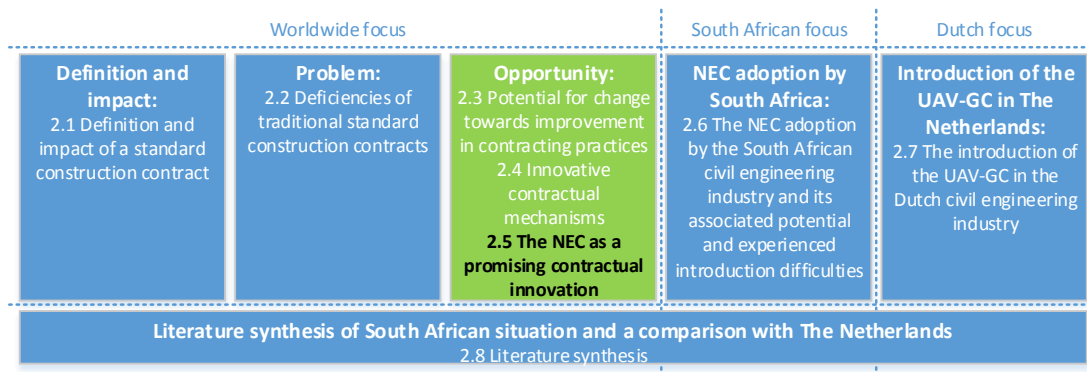 Worldwide focus
South African focus
Dutch focus
Definition and
impact:
2.1 Definition and
impact of a standard
construction contract
Problem:
2.2 Deficiencies of
traditional standard
construction contracts
Opportunity:
2.3 Potential for change
towards improvement
in contracting practices
2.4 Innovative
contractual
mechanisms
2.5 The NEC as a
promising contractual
innovation
NEC adoption by
South Africa:
2.6 The NEC adoption
by the South African
civil engineering
industry and its
associated potential
and experienced
introduction difficulties
Introduction of the
UAV-GC in The
Netherlands:
2.7 The introduction of
the UAV-GC in the
Dutch civil engineering
industry
Literature synthesis of South African situation and a comparison with The Netherlands
2.8 Literature synthesis